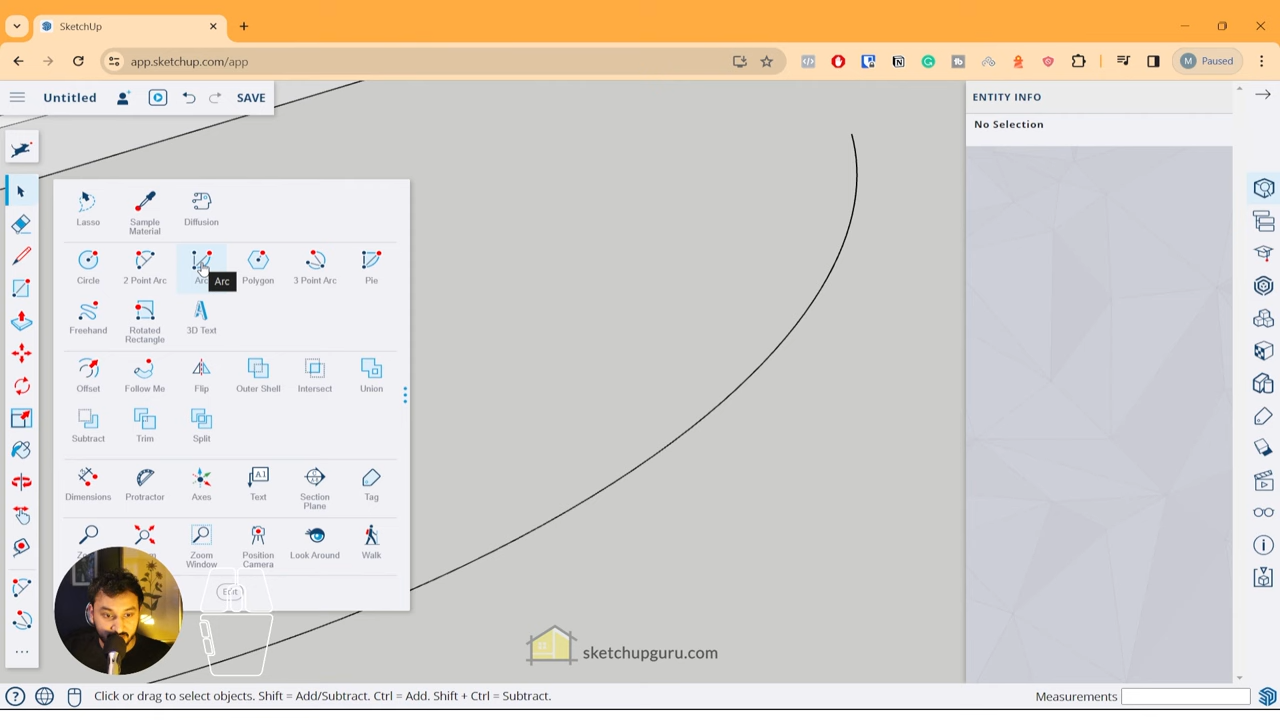 SketchUp
app.sketchup.com/app
M Paused
Untitled
SAVE
ENTITY INFO
No Selection
Lasso
Sample
Material
Diffusion
Circle
2 Point Arc
Arc
Arc
Polygon
3 Point Arc
Pie
Freehand
Rotated
Rectangle
3D Text
Offset
Follow Me
Flip
Outer Shell
Intersect
Union
Subtract
Trim
Split
Dimensions
Protractor
Axes
A1
Text
Section
Plane
Tag
Zoom
Window
Position
Camera
Look Around
Walk
Edit
sketchupguru.com
Click or drag to select objects. Shift = Add/Subtract. Ctrl = Add. Shift + Ctrl = Subtract.
Measurements